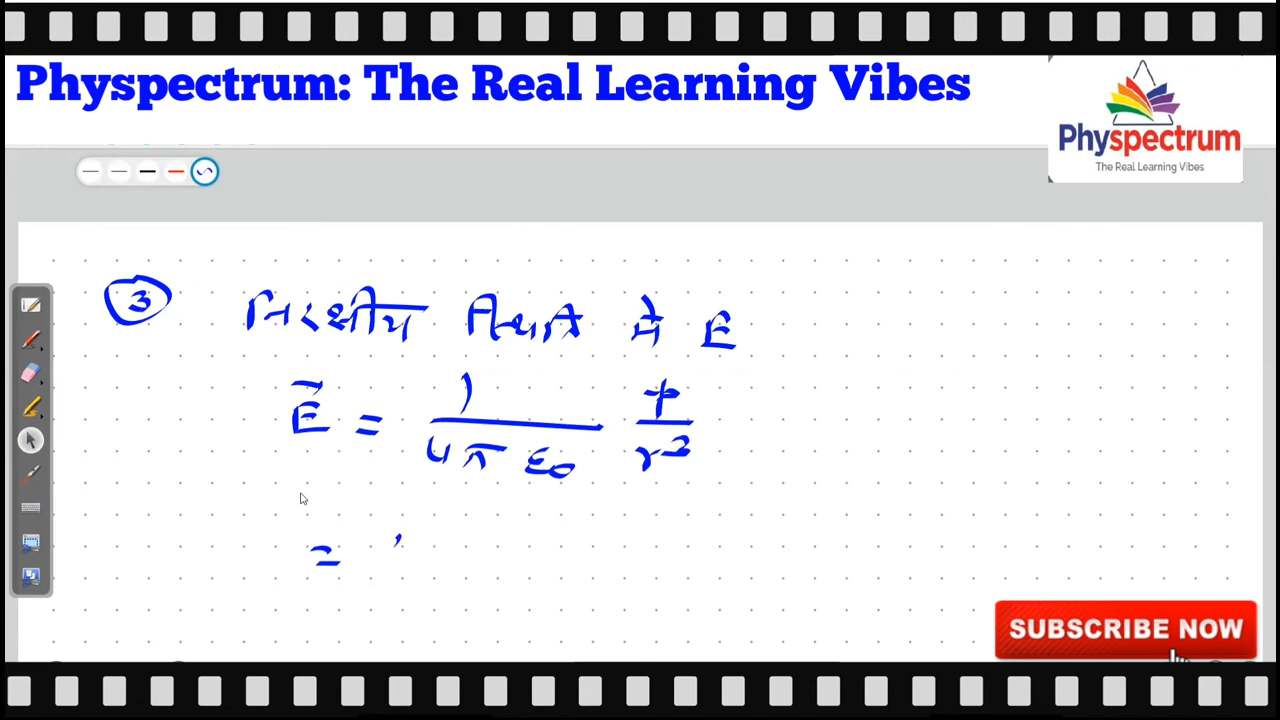 Physpectrum: The Real Learning Vibes
Physpectrum
The Real Learning Vibes
3 निरक्षीय स्थिति में E
E⃗ = 1/(4πε₀) p/r³
= '
SUBSCRIBE NOW